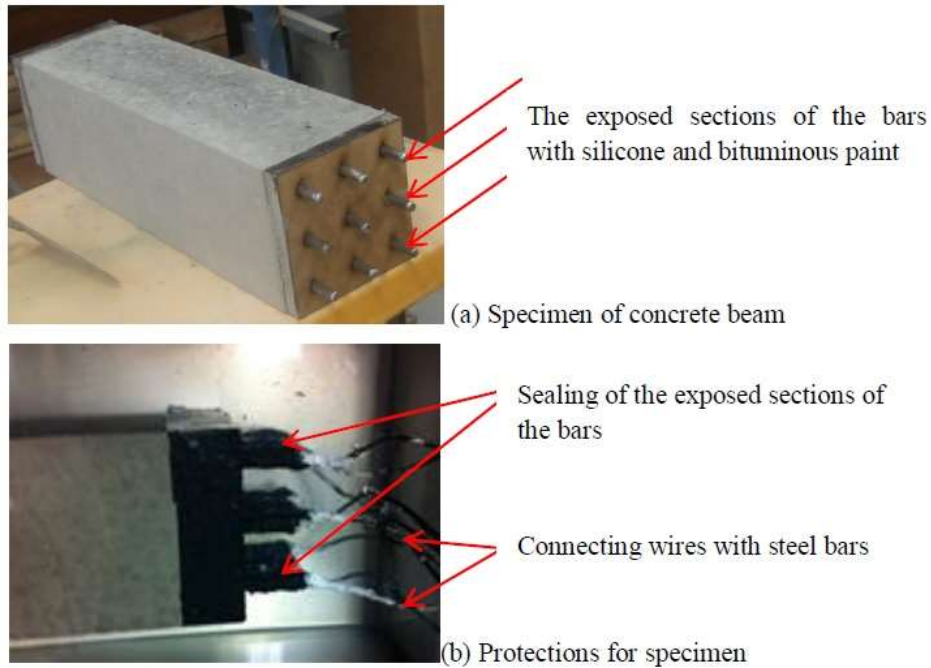 The exposed sections of the bars
with silicone and bituminous paint
(a) Specimen of concrete beam
Sealing of the exposed sections of
the bars
Connecting wires with steel bars
(b) Protections for specimen